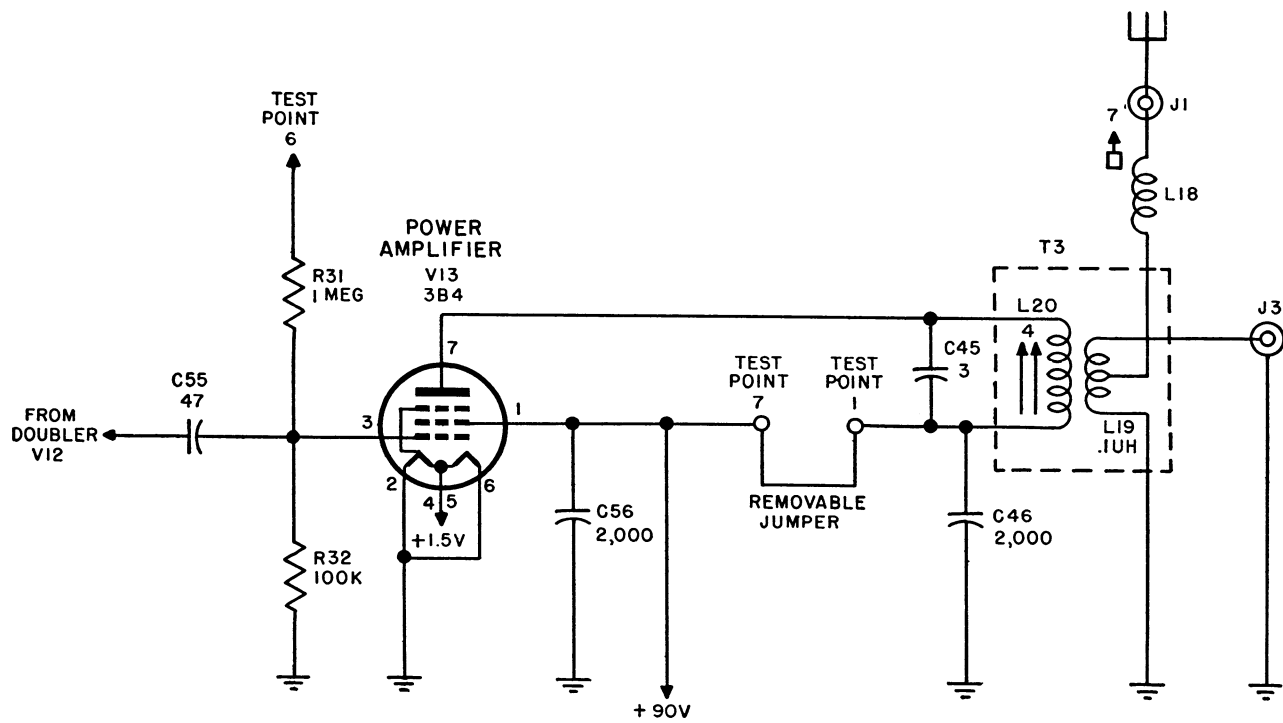 TEST
POINT
6
R31
1 MEG
POWER
AMPLIFIER
V13
3B4
7
C55
47
FROM
DOUBLER
V12
3
1
2
4
5
6
+1.5V
R32
100K
C56
2,000
+90V
TEST
POINT
7
TEST
POINT
1
REMOVABLE
JUMPER
C45
3
C46
2,000
T3
L20
4
L19
.1UH
L18
7
J1
J3